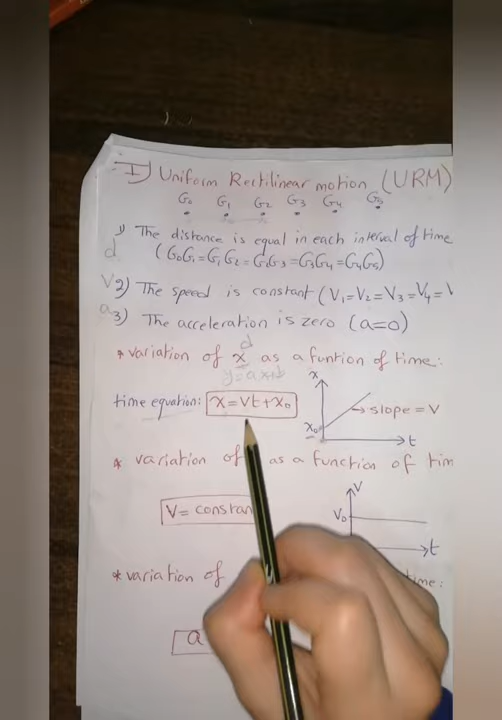 I) Uniform Rectilinear motion (URM)
G₀ G₁ G₂ G₃ G₄ G₅
1) The distance is equal in each interval of time
d (G₀G₁=G₁G₂=G₂G₃=G₃G₄=G₄G₅)
V 2) The speed is constant (V₁=V₂=V₃=V₄=V
a 3) The acceleration is zero (a=0)
d
* variation of x as a funtion of time:
y=ax+b
time equation: x=vt+x₀
x
slope = V
x₀
t
* variation of as a function of tim
V= constan
V
V₀
t
* variation of time:
a